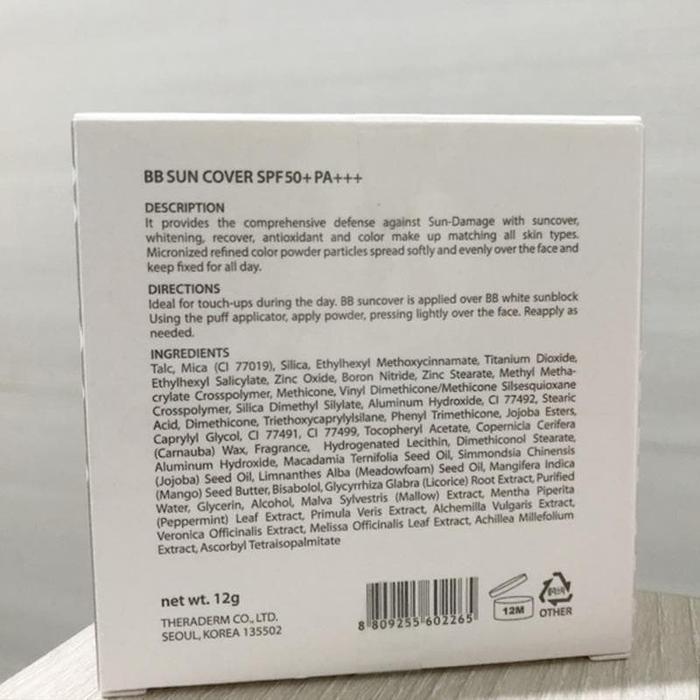 BB SUN COVER SPF50+ PA+++
DESCRIPTION
It provides the comprehensive defense against Sun-Damage with suncover,
whitening, recover, antioxidant and color make up matching all skin types.
Micronized refined color powder particles spread softly and evenly over the face and
keep fixed for all day.
DIRECTIONS
Ideal for touch-ups during the day. BB suncover is applied over BB white sunblock
Using the puff applicator, apply powder, pressing lightly over the face. Reapply as
needed.
INGREDIENTS
Talc, Mica (CI 77019), Silica, Ethylhexyl Methoxycinnamate, Titanium Dioxide,
Ethylhexyl Salicylate, Zinc Oxide, Boron Nitride, Zinc Stearate, Methyl Metha-
crylate Crosspolymer, Methicone, Vinyl Dimethicone/Methicone Silsesquioxane
Crosspolymer, Silica Dimethyl Silylate, Aluminum Hydroxide, CI 77492, Stearic
Acid, Dimethicone, Triethoxycaprylylsilane, Phenyl Trimethicone, Jojoba Esters,
Caprylyl Glycol, CI 77491, CI 77499, Tocopheryl Acetate, Copernicia Cerifera
(Carnauba) Wax, Fragrance, Hydrogenated Lecithin, Dimethiconol Stearate,
Aluminum Hydroxide, Macadamia Ternifolia Seed Oil, Simmondsia Chinensis
(Jojoba) Seed Oil, Limnanthes Alba (Meadowfoam) Seed Oil, Mangifera Indica
(Mango) Seed Butter, Bisabolol, Glycyrrhiza Glabra (Licorice) Root Extract, Purified
Water, Glycerin, Alcohol, Malva Sylvestris (Mallow) Extract, Mentha Piperita
(Peppermint) Leaf Extract, Primula Veris Extract, Alchemilla Vulgaris Extract,
Veronica Officinalis Extract, Melissa Officinalis Leaf Extract, Achillea Millefolium
Extract, Ascorbyl Tetraisopalmitate
net wt. 12g
THERADERM CO., LTD.
SEOUL, KOREA 135502
8 809255 602265
12M
OTHER